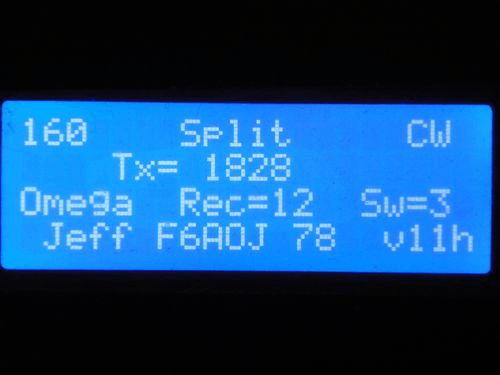 160 Split CW
Tx= 1828
Omega Rec=12 Sw=3
Jeff F6AOJ 78 v11h